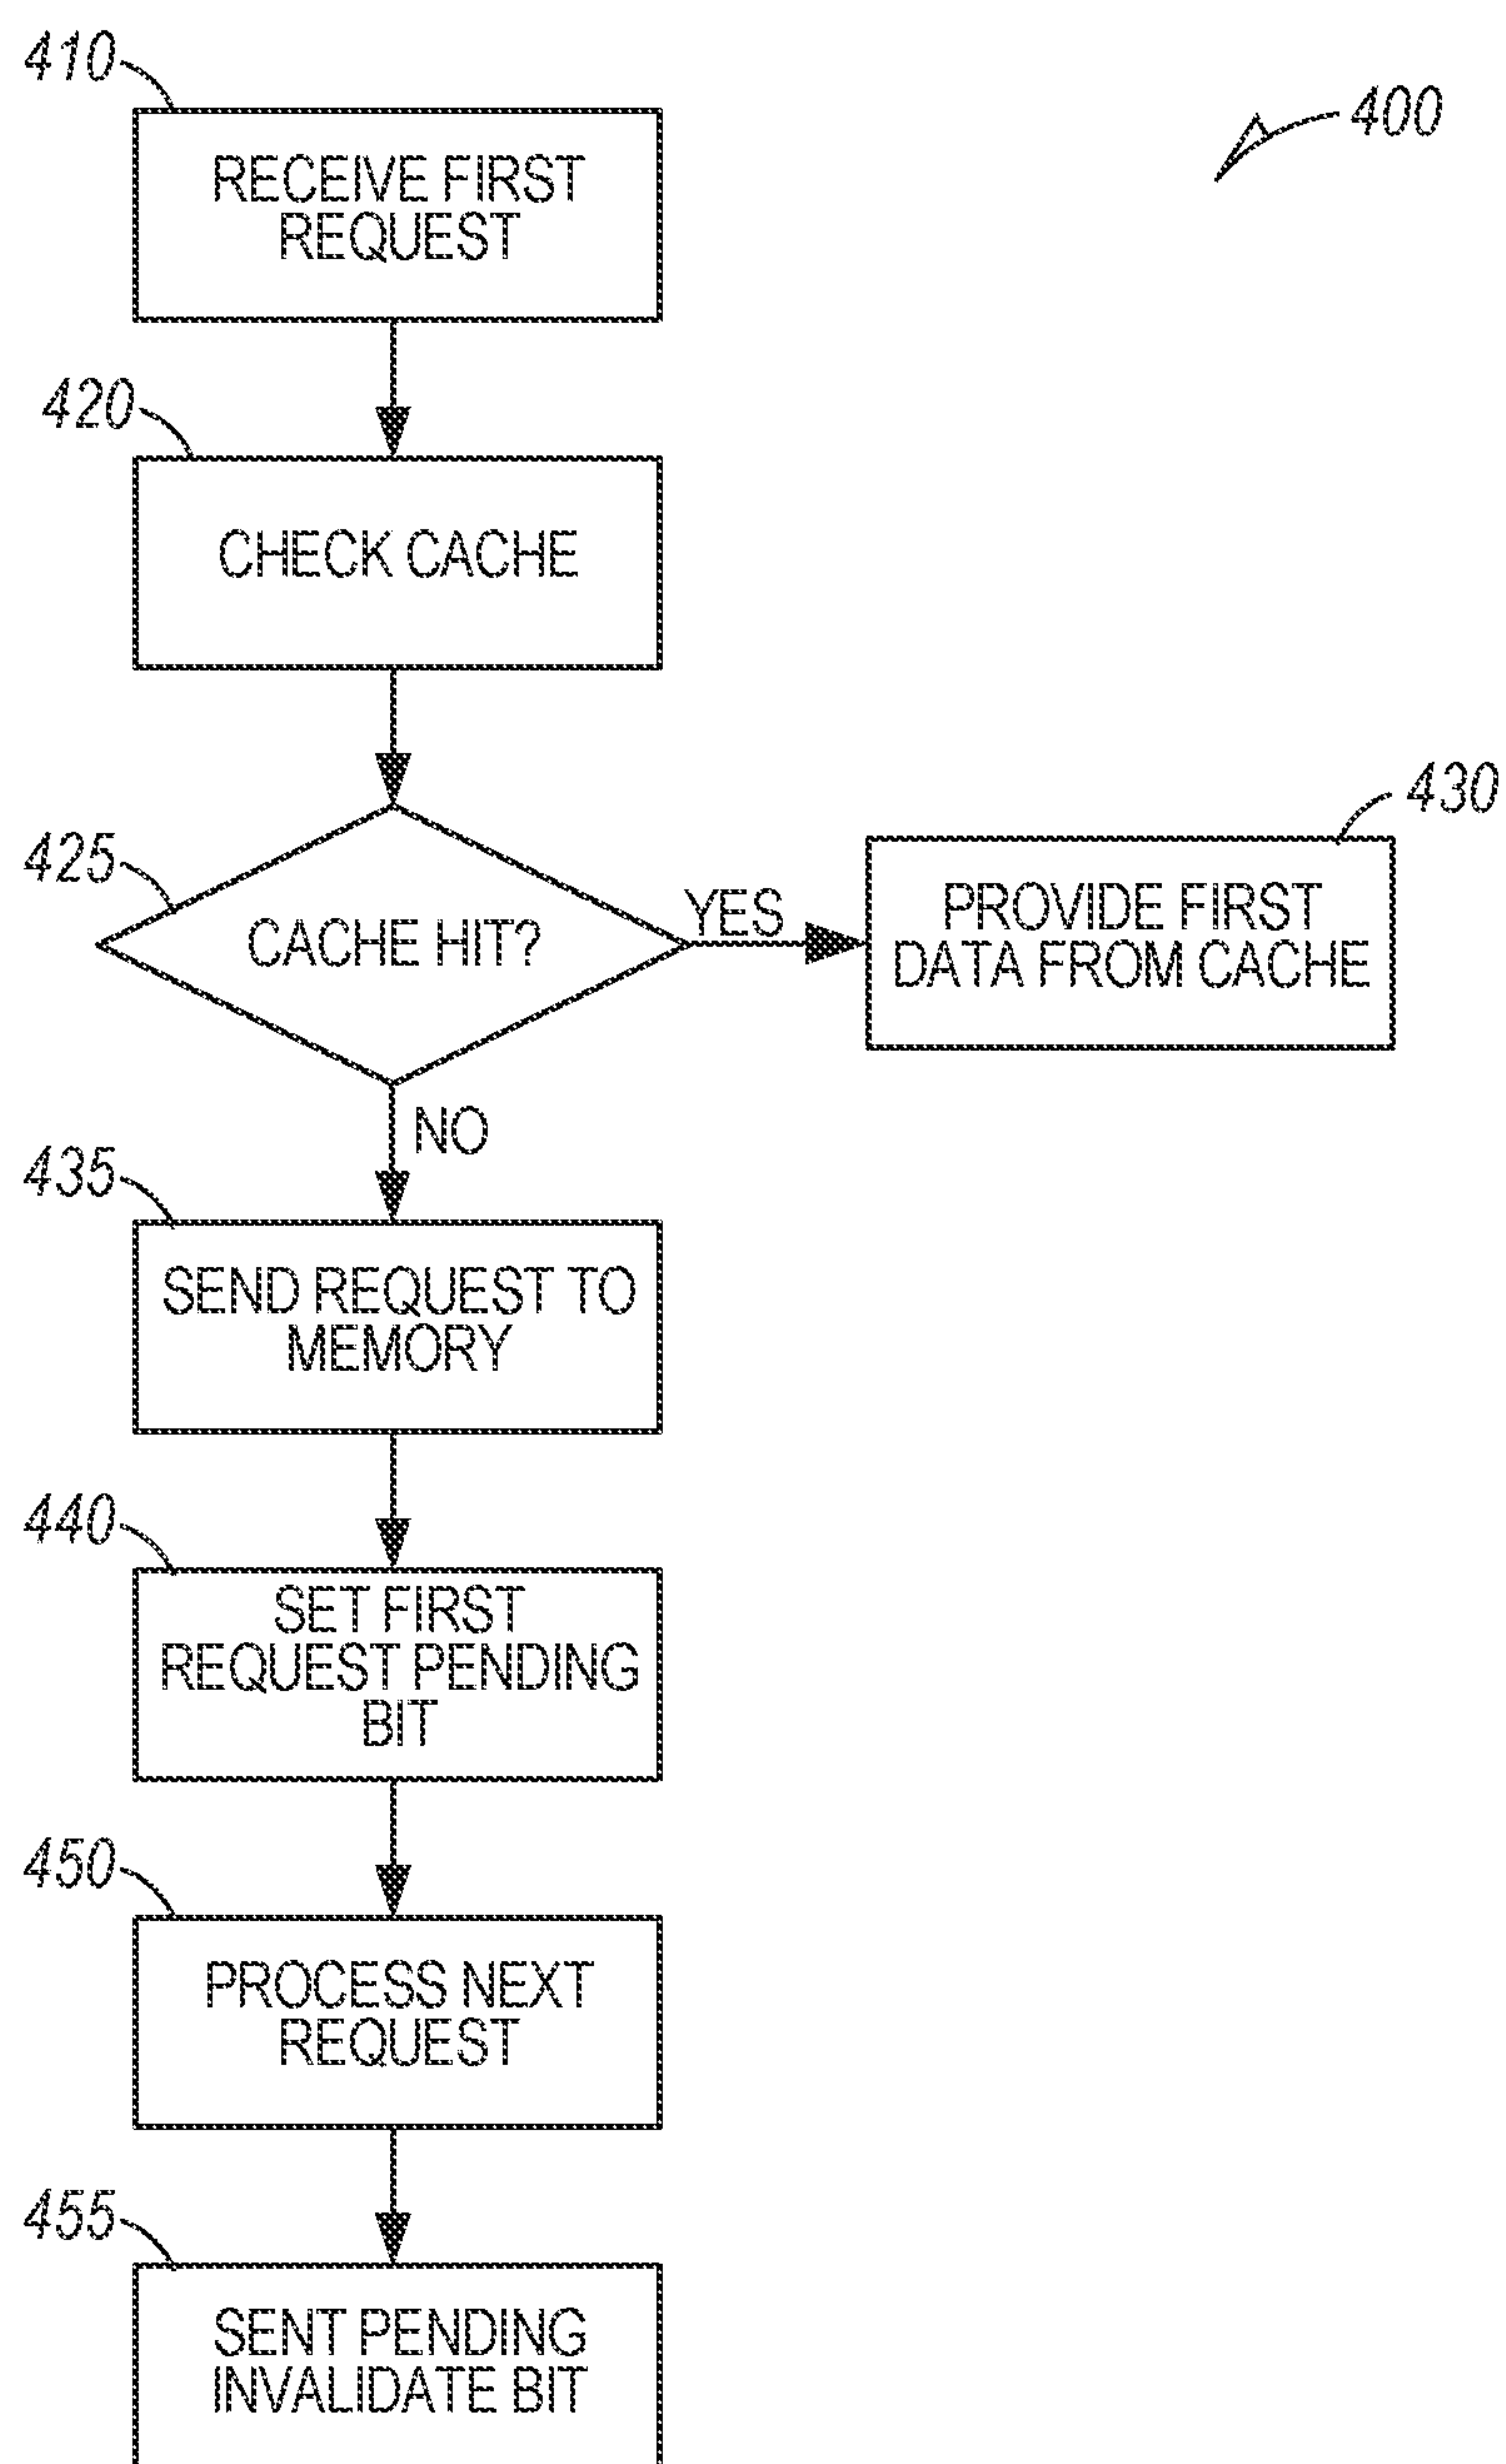 410
400
RECEIVE FIRST
REQUEST
420
CHECK CACHE
425
CACHE HIT?
YES
430
PROVIDE FIRST
DATA FROM CACHE
NO
435
SEND REQUEST TO
MEMORY
440
SET FIRST
REQUEST PENDING
BIT
450
PROCESS NEXT
REQUEST
455
SENT PENDING
INVALIDATE BIT